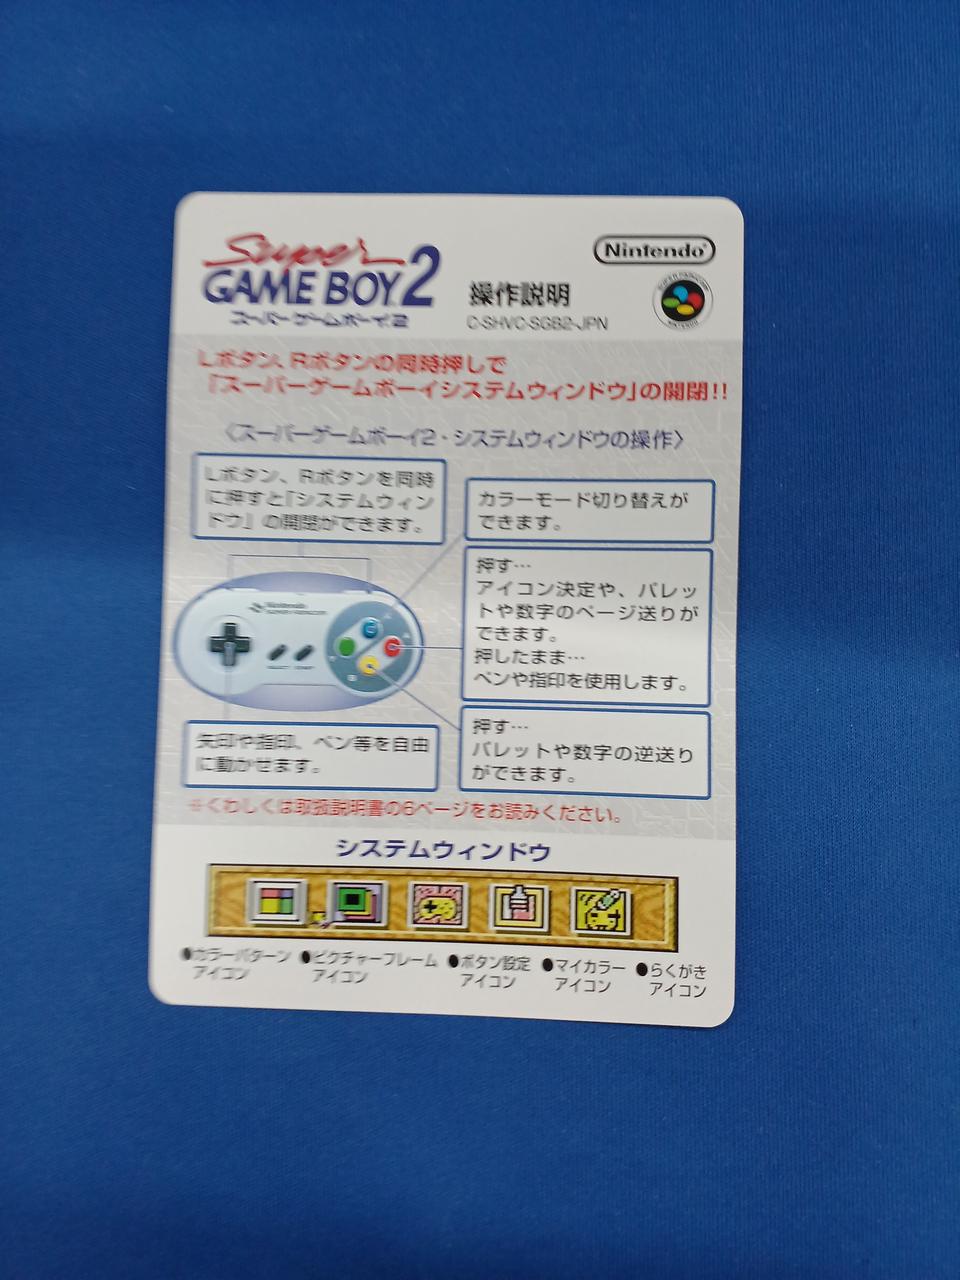 Super
GAME BOY 2
スーパーゲームボーイ2
操作説明
C-SHVC-SGB2-JPN
Nintendo
SUPER FAMICOM
NINTENDO
Lボタン、Rボタンの同時押しで
「スーパーゲームボーイシステムウィンドウ」の開閉!!
〈スーパーゲームボーイ2・システムウィンドウの操作〉
Lボタン、Rボタンを同時
に押すと「システムウィン
ドウ」の開閉ができます。
カラーモード切り替えが
できます。
押す…
アイコン決定や、パレッ
トや数字のページ送りが
できます。
押したまま…
ペンや指印を使用します。
Nintendo
SUPER FAMICOM
SELECT START
X
A
Y
B
矢印や指印、ペン等を自由
に動かせます。
押す…
パレットや数字の逆送り
ができます。
※くわしくは取扱説明書の6ページをお読みください。
システムウィンドウ
●カラーパターン
アイコン
●ピクチャーフレーム
アイコン
●ボタン設定
アイコン
●マイカラー
アイコン
●らくがき
アイコン